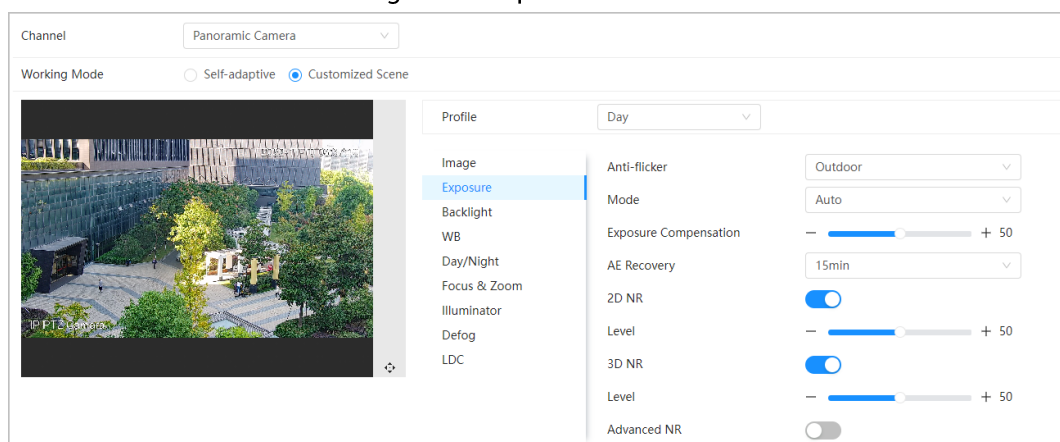 Channel Panoramic Camera
Working Mode Self-adaptive Customized Scene
Profile Day
Image
Exposure
Backlight
WB
Day/Night
Focus & Zoom
Illuminator
Defog
LDC
Anti-flicker Outdoor
Mode Auto
Exposure Compensation − + 50
AE Recovery 15min
2D NR
Level − + 50
3D NR
Level − + 50
Advanced NR
IP PTZ Camera